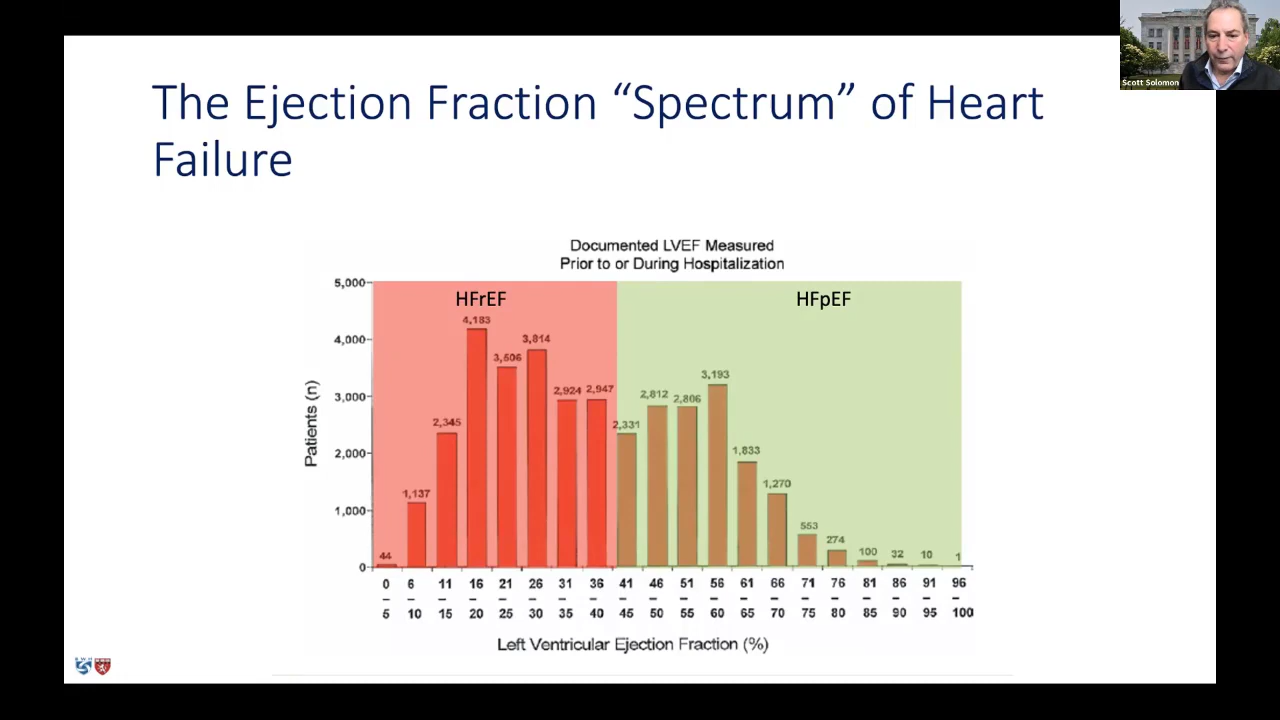 Scott Solomon
The Ejection Fraction “Spectrum” of Heart
Failure
Documented LVEF Measured
Prior to or During Hospitalization
HFrEF
HFpEF
Patients (n)
5,000
4,000
3,000
2,000
1,000
0
44
1,137
2,345
4,183
3,506
3,814
2,924
2,947
2,331
2,812
2,806
3,193
1,833
1,270
553
274
100
32
10
1
0 6 11 16 21 26 31 36 41 46 51 56 61 66 71 76 81 86 91 96
– – – – – – – – – – – – – – – – – – – –
5 10 15 20 25 30 35 40 45 50 55 60 65 70 75 80 85 90 95 100
Left Ventricular Ejection Fraction (%)